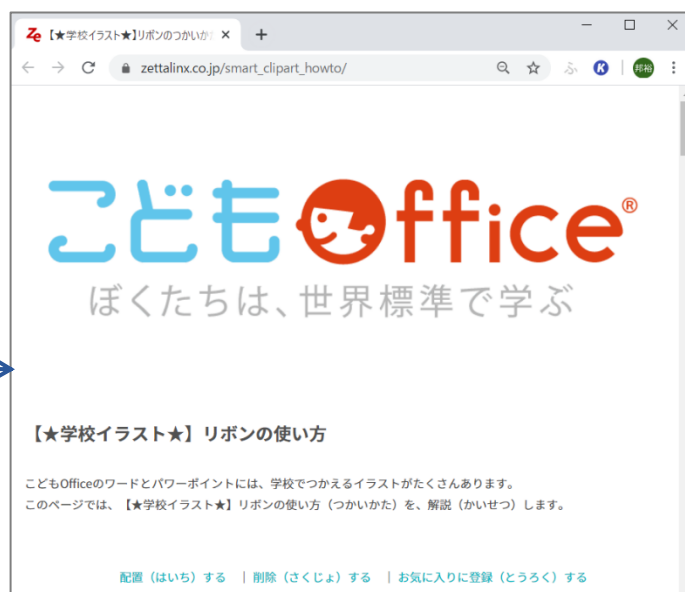 Ze 【★学校イラスト★】リボンのつかいか
zettalinx.co.jp/smart_clipart_howto/
ふ K 邦裕
こどもOffice®
ぼくたちは、世界標準で学ぶ
【★学校イラスト★】リボンの使い方
こどもOfficeのワードとパワーポイントには、学校でつかえるイラストがたくさんあります。
このページでは、【★学校イラスト★】リボンの使い方（つかいかた）を、解説（かいせつ）します。
配置（はいち）する ｜削除（さくじょ）する ｜お気に入りに登録（とうろく）する